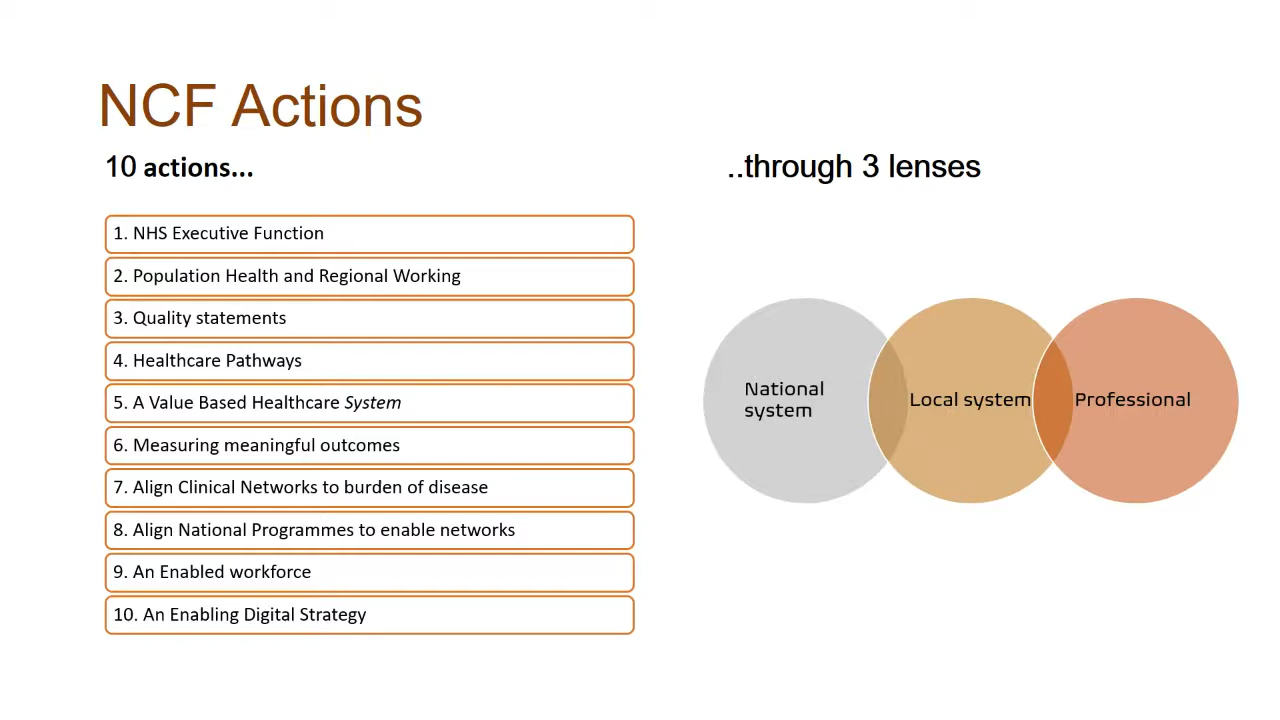 NCF Actions
10 actions...
1. NHS Executive Function
2. Population Health and Regional Working
3. Quality statements
4. Healthcare Pathways
5. A Value Based Healthcare System
6. Measuring meaningful outcomes
7. Align Clinical Networks to burden of disease
8. Align National Programmes to enable networks
9. An Enabled workforce
10. An Enabling Digital Strategy
..through 3 lenses
National
system
Local system
Professional